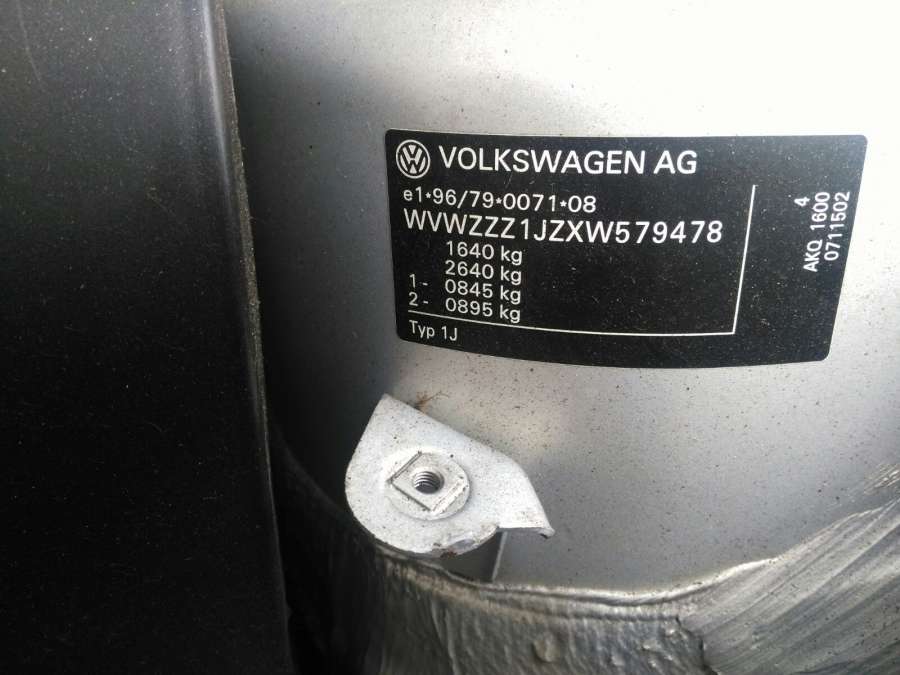 VOLKSWAGEN AG
e1*96/79*0071*08
WVWZZZ1JZXW579478
1640 kg
2640 kg
1- 0845 kg
2- 0895 kg
Typ 1J
4
AKQ 1600
0711502